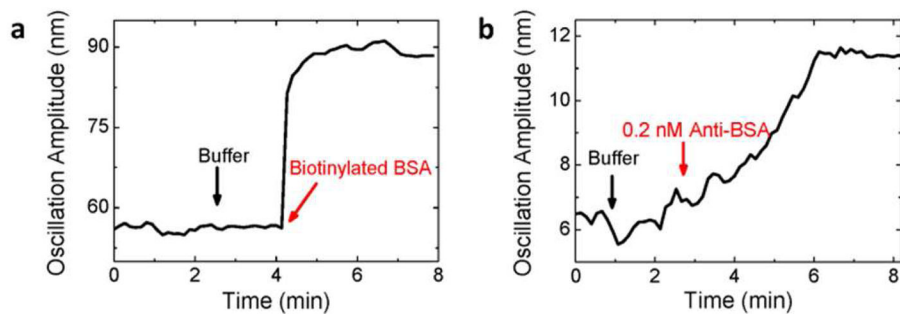 a
Oscillation Amplitude (nm)
90
75
60
Buffer
Biotinylated BSA
0 2 4 6 8
Time (min)
b
Oscillation Amplitude (nm)
12
10
8
6
0.2 nM Anti-BSA
Buffer
0 2 4 6 8
Time (min)